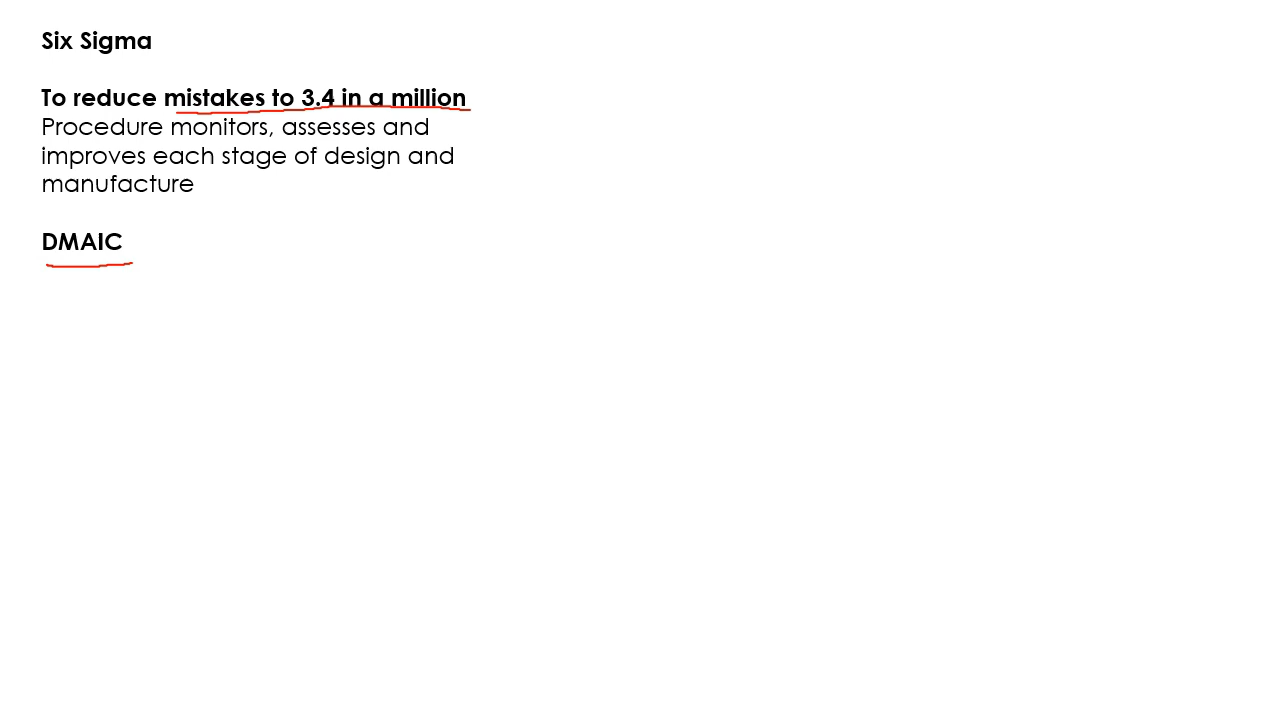 Six Sigma
To reduce mistakes to 3.4 in a million
Procedure monitors, assesses and
improves each stage of design and
manufacture
DMAIC